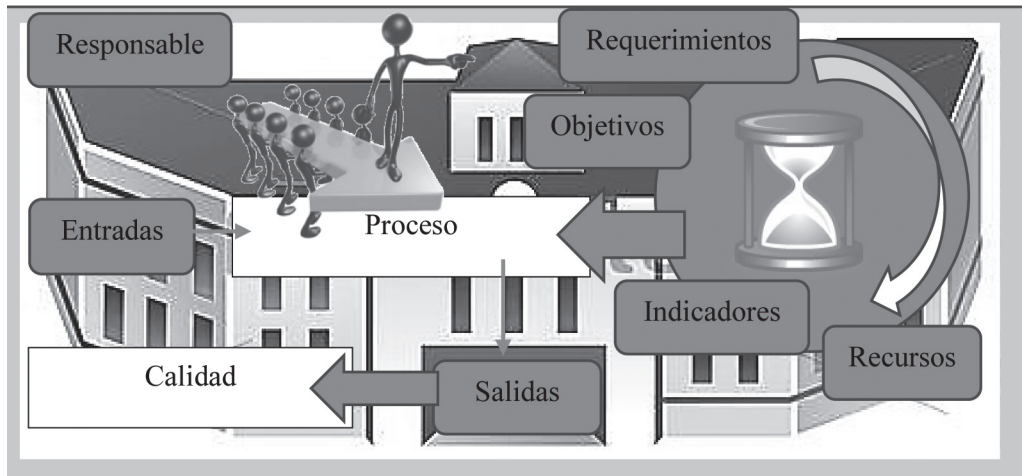 Responsable
Requerimientos
Objetivos
Entradas
Proceso
Indicadores
Recursos
Calidad
Salidas